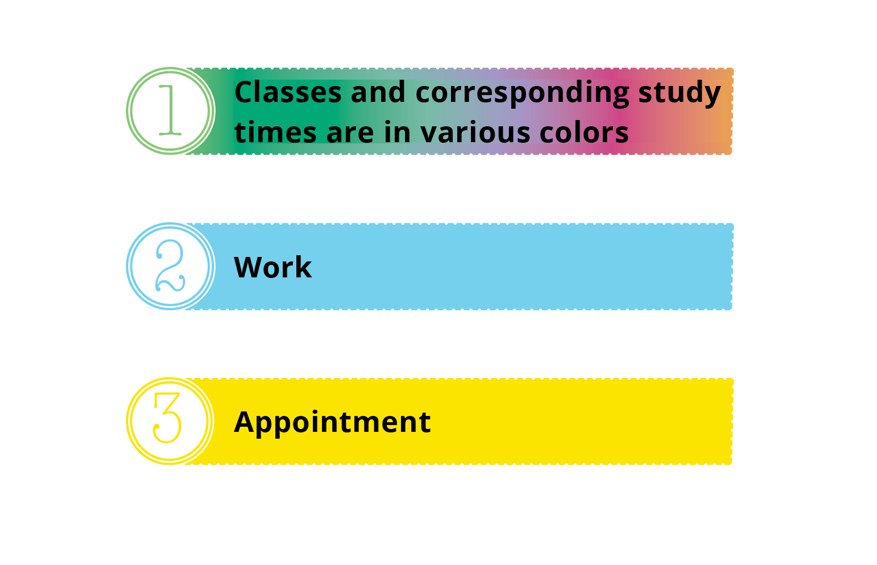 1
Classes and corresponding study
times are in various colors
2
Work
3
Appointment